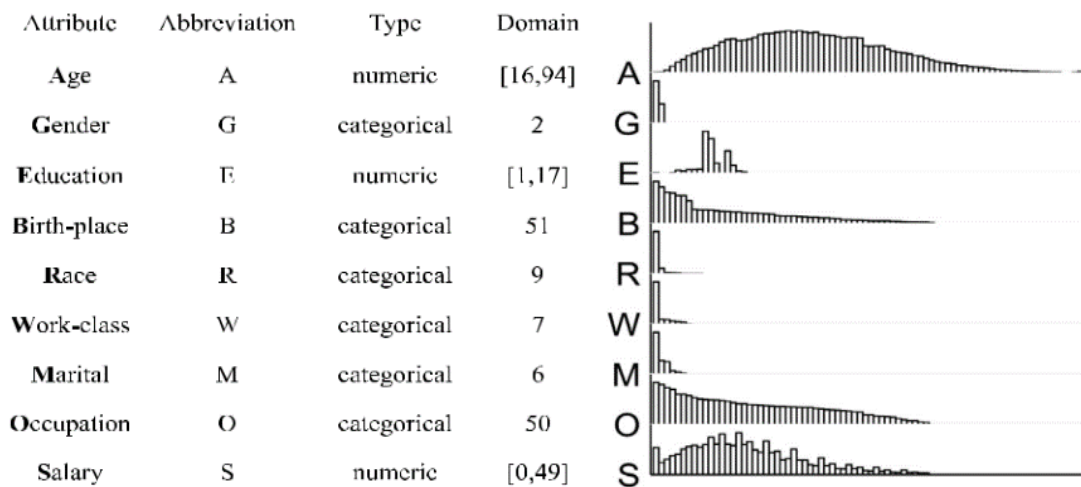 Attribute Abbreviation Type Domain
Age A numeric [16,94] A
Gender G categorical 2 G
Education E numeric [1,17] E
Birth-place B categorical 51 B
Race R categorical 9 R
Work-class W categorical 7 W
Marital M categorical 6 M
Occupation O categorical 50 O
Salary S numeric [0,49] S